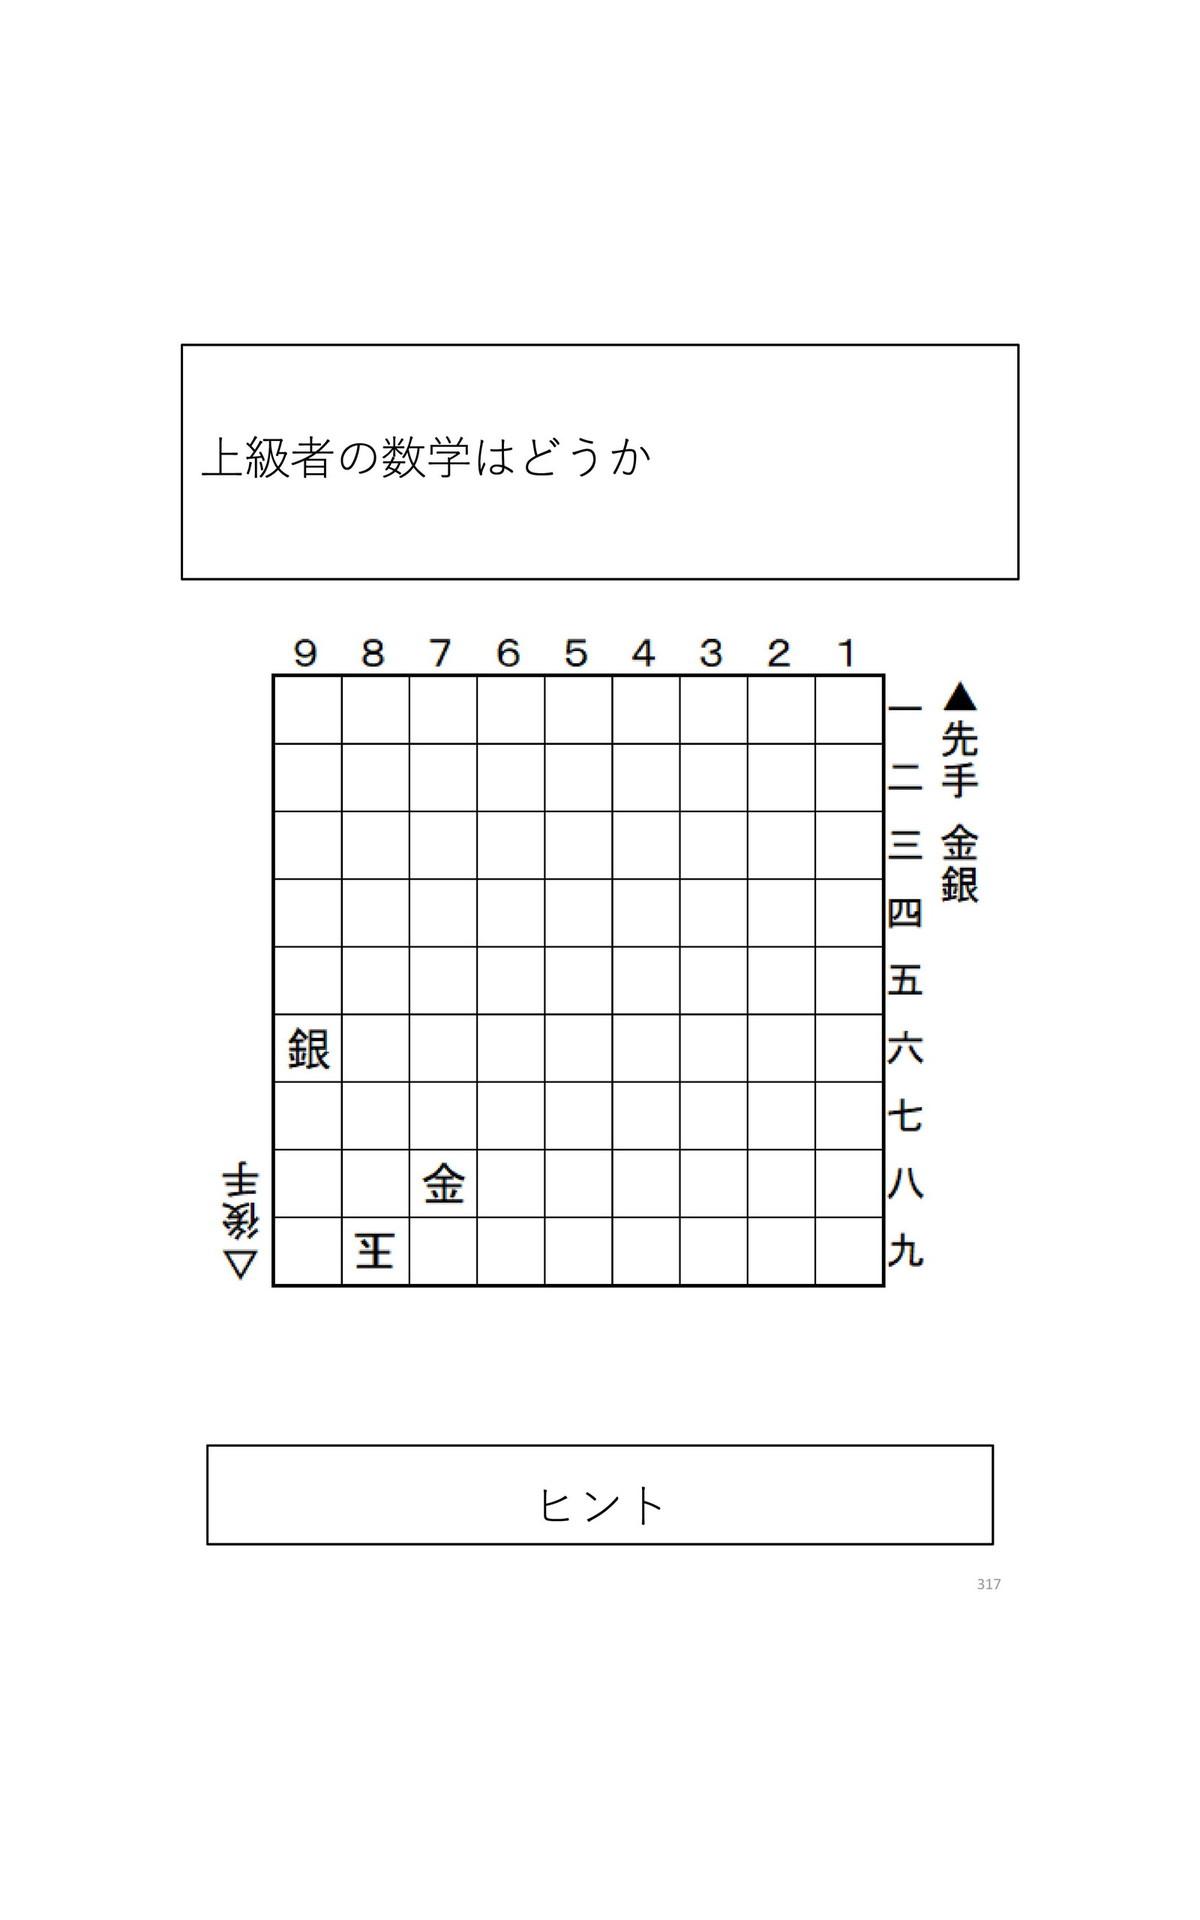 上級者の数学はどうか
9 8 7 6 5 4 3 2 1
一
二
三
四
五
六
七
八
九
▲先手 金銀
銀
金
王
△後手
ヒント
317